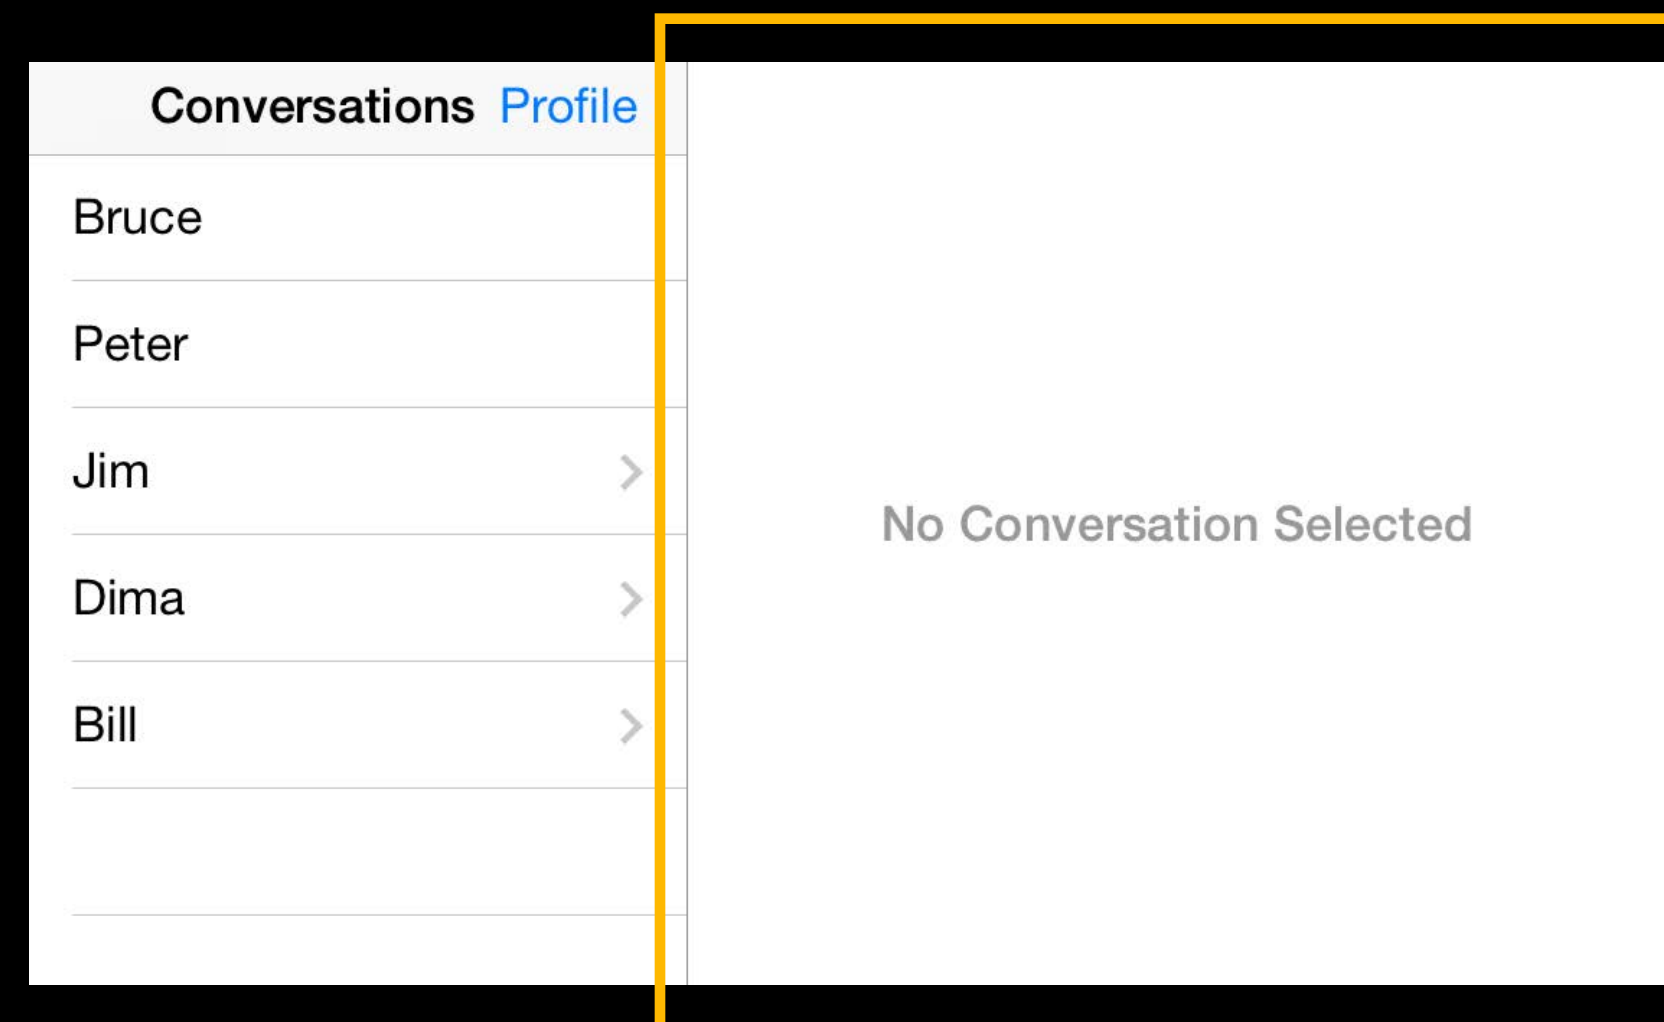 Conversations Profile
Bruce
Peter
Jim
Dima
Bill
No Conversation Selected